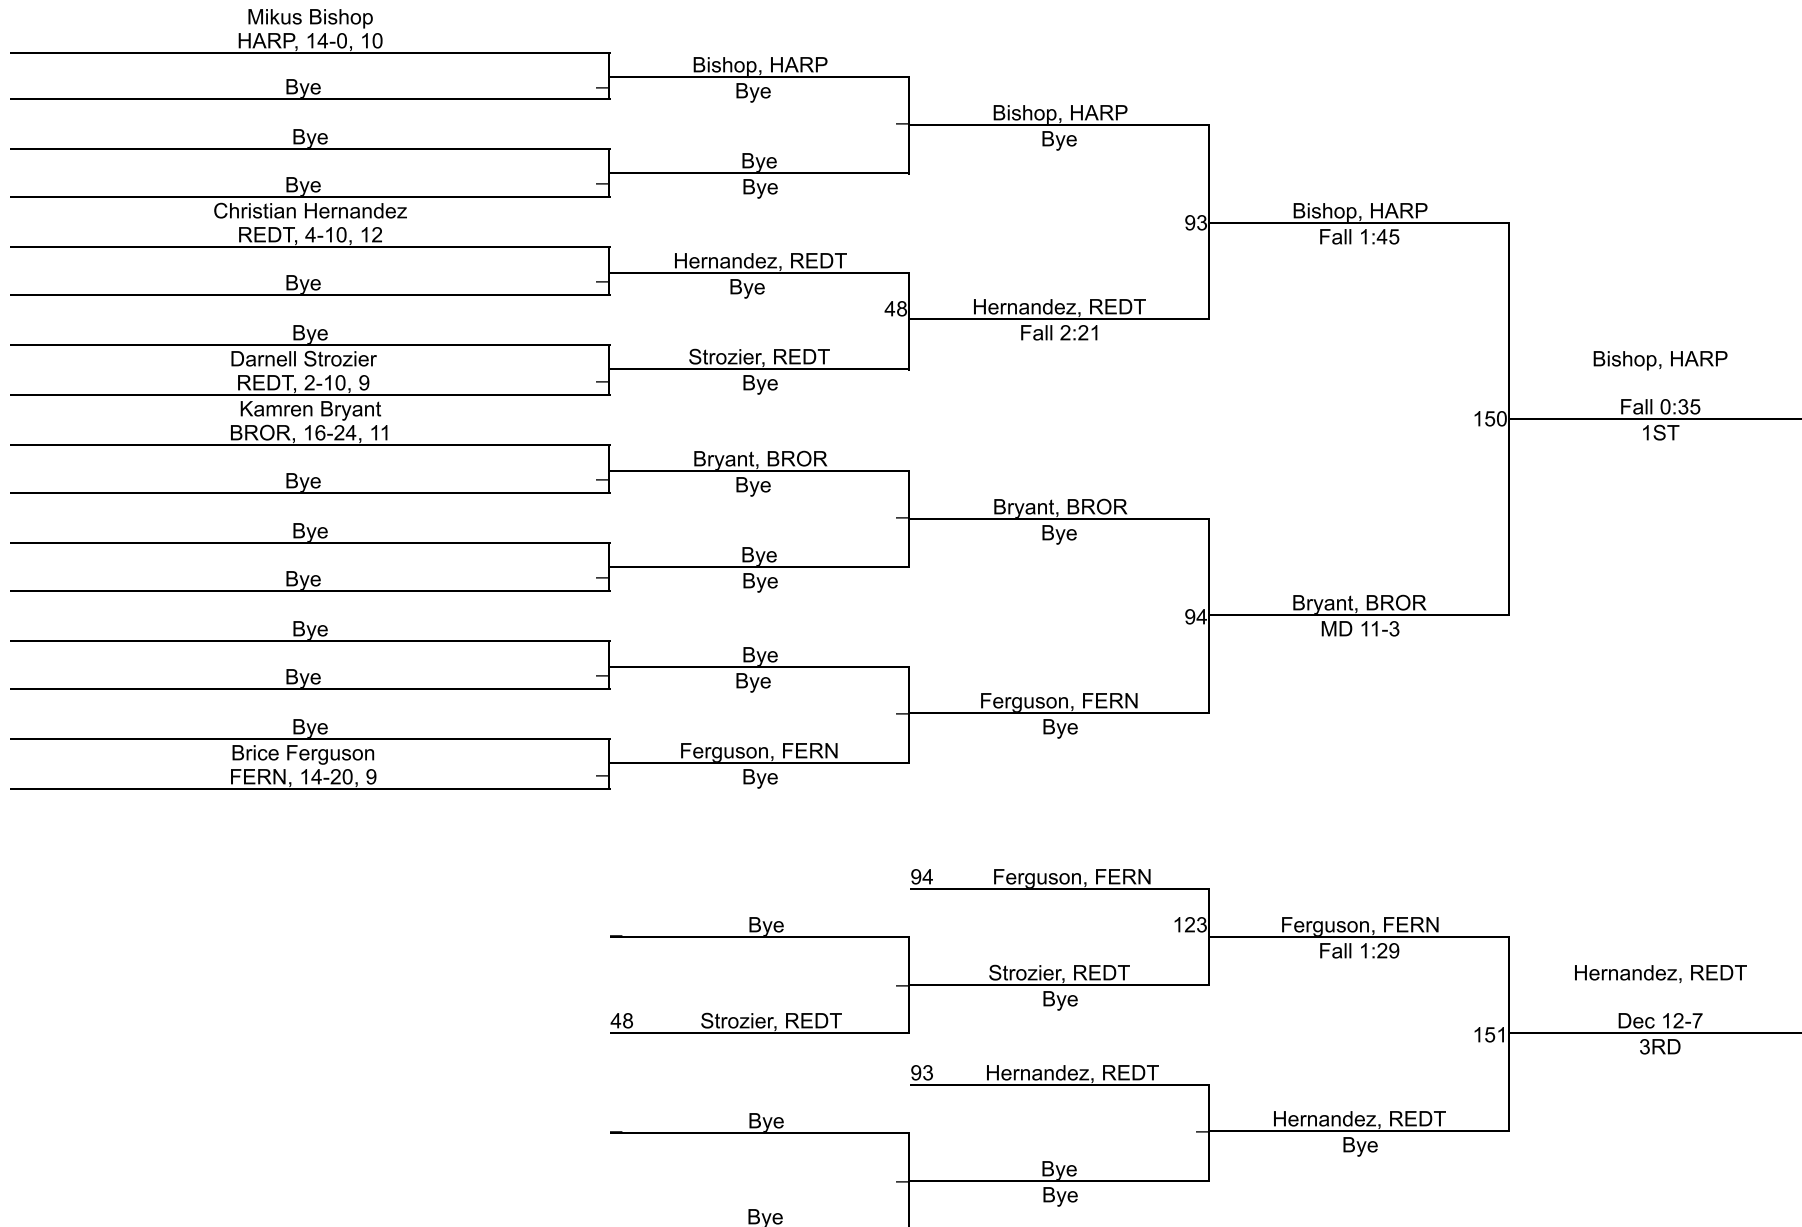 Mikus Bishop
HARP, 14-0, 10
Bye
Bye
Bye
Christian Hernandez
REDT, 4-10, 12
Bye
Bye
Darnell Strozier
REDT, 2-10, 9
Kamren Bryant
BROR, 16-24, 11
Bye
Bye
Bye
Bye
Bye
Bye
Brice Ferguson
FERN, 14-20, 9
Bishop, HARP
Bye
Bye
Bye
Hernandez, REDT
Bye
Strozier, REDT
Bye
Bryant, BROR
Bye
Bye
Bye
Bye
Bye
Ferguson, FERN
Bye
Bishop, HARP
Bye
48
Hernandez, REDT
Fall 2:21
Bryant, BROR
Bye
Ferguson, FERN
Bye
93
Bishop, HARP
Fall 1:45
94
Bryant, BROR
MD 11-3
150
Bishop, HARP
Fall 0:35
1ST
Bye
48 Strozier, REDT
Bye
Bye
94 Ferguson, FERN
Strozier, REDT
Bye
93 Hernandez, REDT
Bye
Bye
123
Ferguson, FERN
Fall 1:29
Hernandez, REDT
Bye
151
Hernandez, REDT
Dec 12-7
3RD